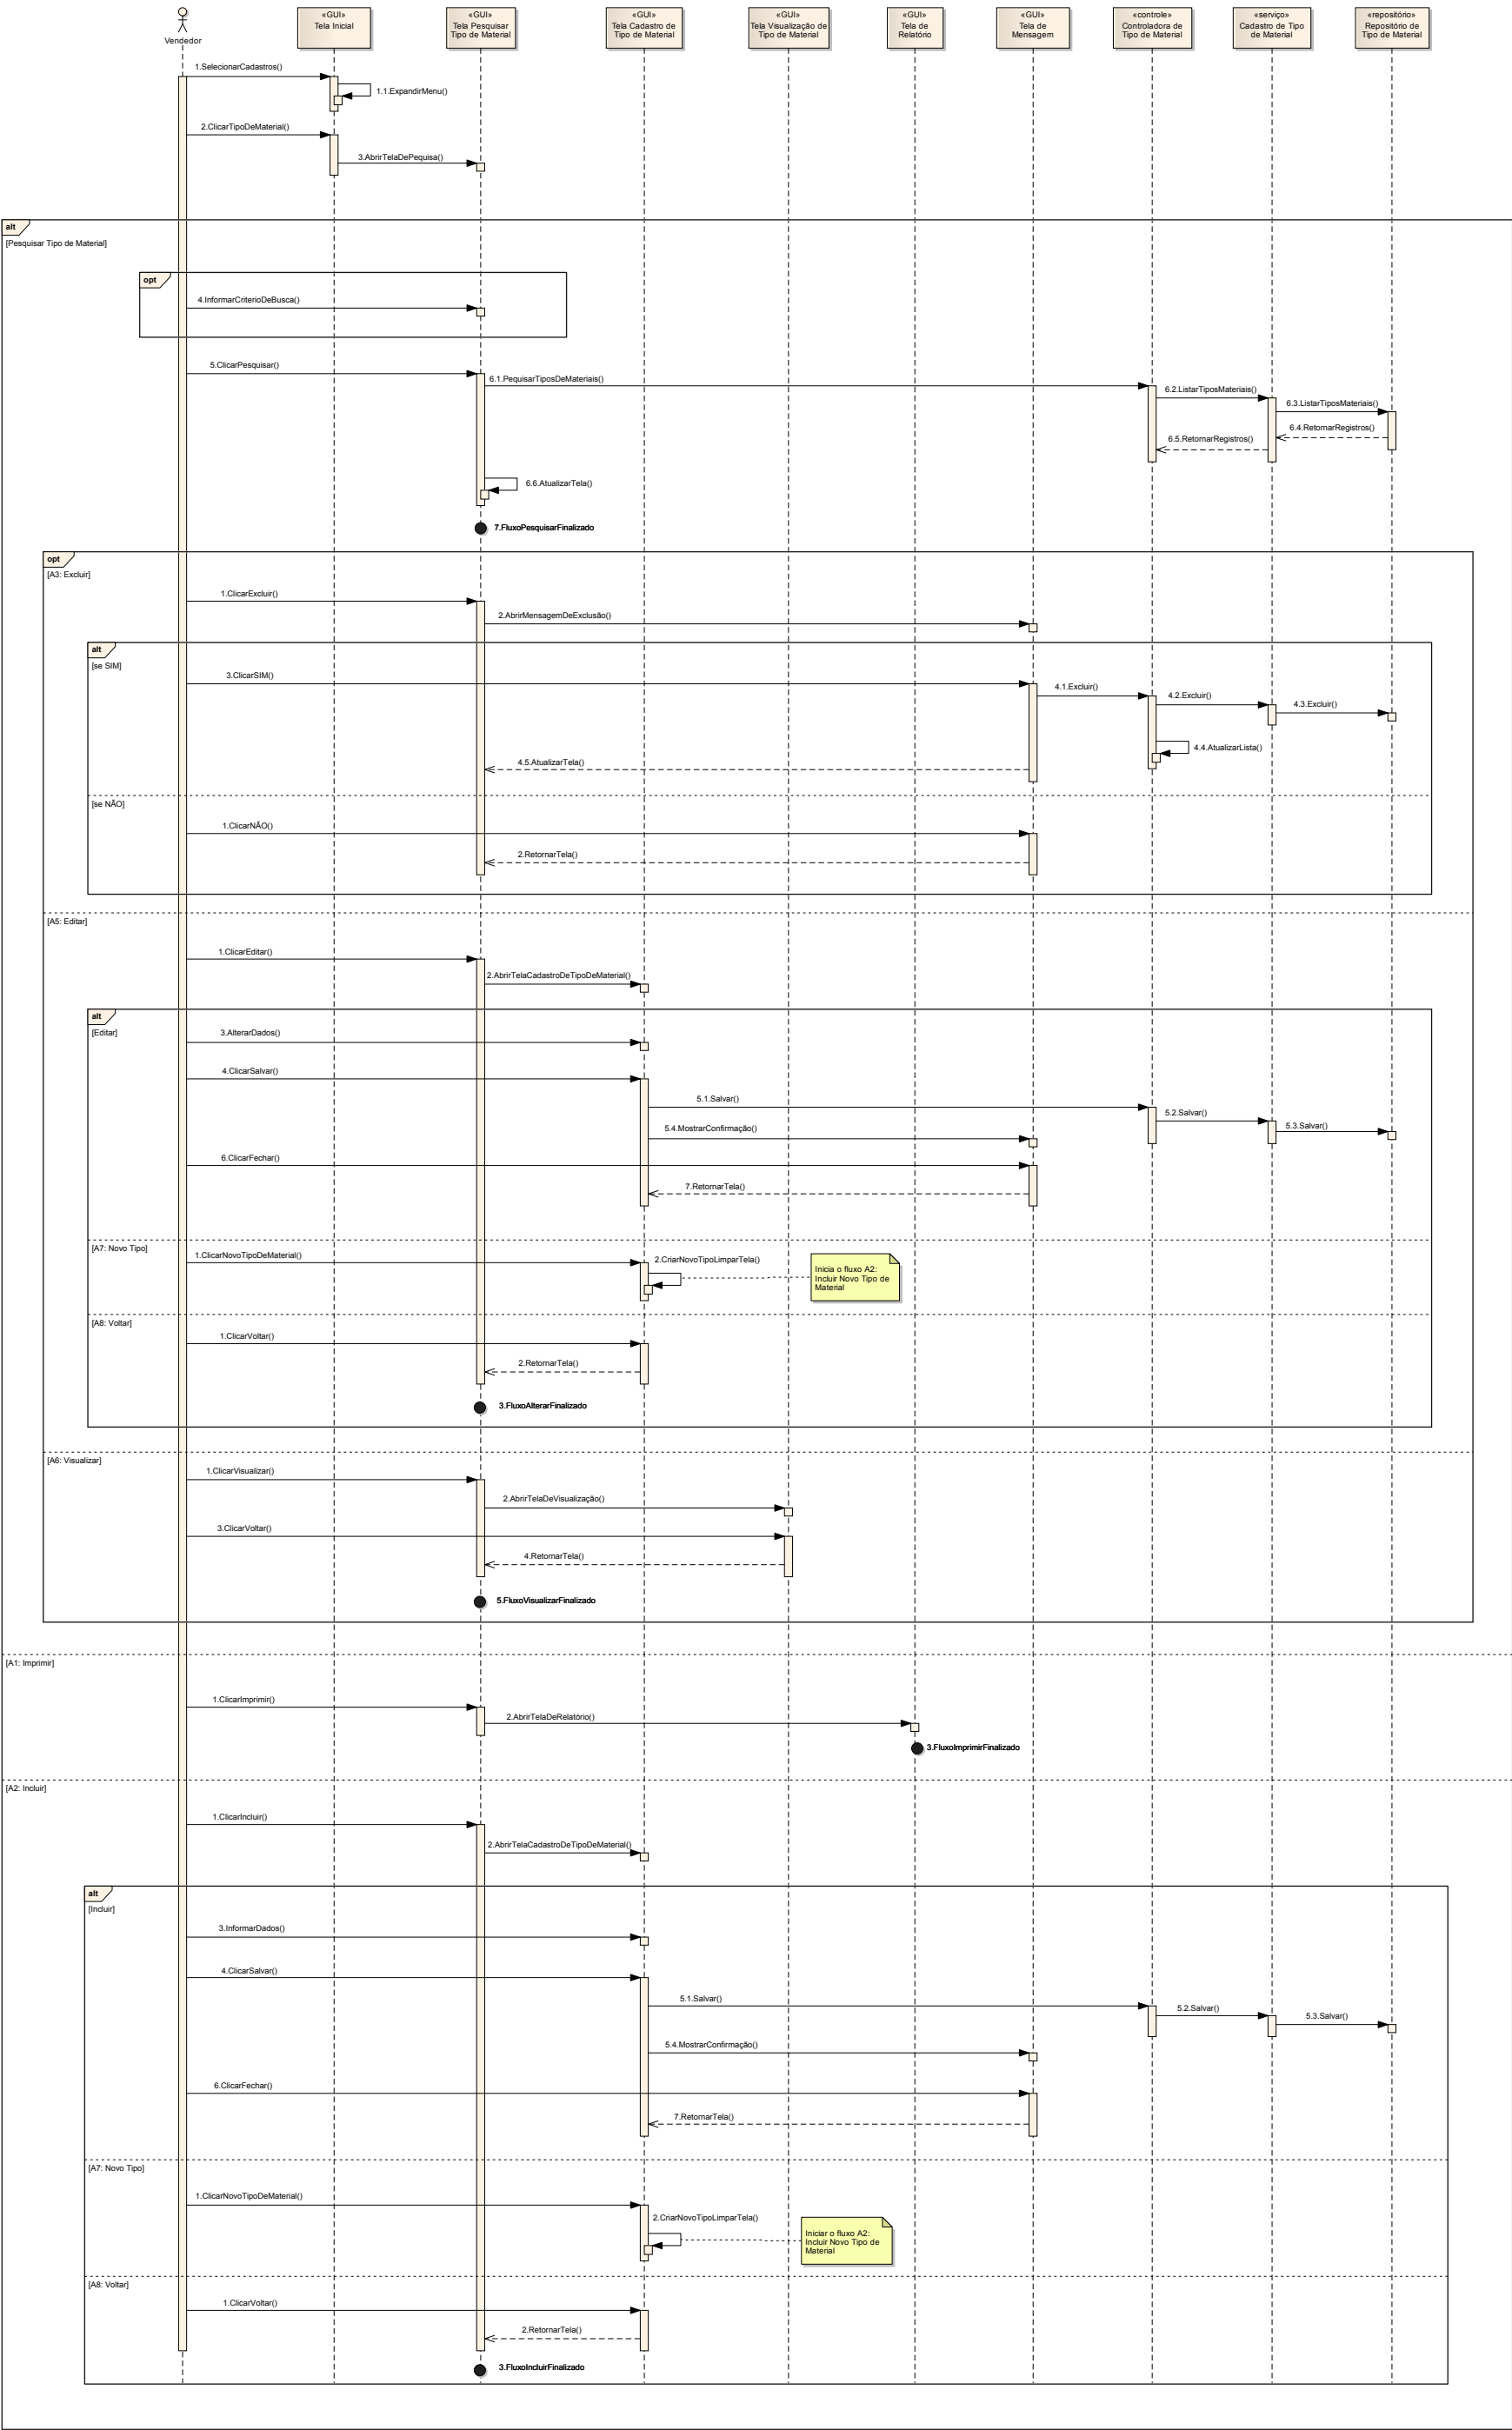 Vendedor
«GUI»
Tela Inicial
«GUI»
Tela Pesquisar
Tipo de Material
«GUI»
Tela Cadastro de
Tipo de Material
«GUI»
Tela Visualização de
Tipo de Material
«GUI»
Tela de
Relatório
«GUI»
Tela de
Mensagem
«controle»
Controladora de
Tipo de Material
«serviço»
Cadastro de Tipo
de Material
«repositório»
Repositório de
Tipo de Material
1.SelecionarCadastros()
1.1.ExpandirMenu()
2.ClicarTipoDeMaterial()
3.AbrirTelaDePequisa()
alt
[Pesquisar Tipo de Material]
opt
4.InformarCriterioDeBusca()
5.ClicarPesquisar()
6.1.PequisarTiposDeMateriais()
6.2.ListarTiposMateriais()
6.3.ListarTiposMateriais()
6.4.RetornarRegistros()
6.5.RetornarRegistros()
6.6.AtualizarTela()
7.FluxoPesquisarFinalizado
opt
[A3: Excluir]
1.ClicarExcluir()
2.AbrirMensagemDeExclusão()
alt
[se SIM]
3.ClicarSIM()
4.1.Excluir()
4.2.Excluir()
4.3.Excluir()
4.4.AtualizarLista()
4.5.AtualizarTela()
[se NÃO]
1.ClicarNÃO()
2.RetornarTela()
[A5: Editar]
1.ClicarEditar()
2.AbrirTelaCadastroDeTipoDeMaterial()
alt
[Editar]
3.AlterarDados()
4.ClicarSalvar()
5.1.Salvar()
5.2.Salvar()
5.3.Salvar()
5.4.MostrarConfirmação()
6.ClicarFechar()
7.RetornarTela()
[A7: Novo Tipo]
1.ClicarNovoTipoDeMaterial()
2.CriarNovoTipoLimparTela()
Inicia o fluxo A2:
Incluir Novo Tipo de
Material
[A8: Voltar]
1.ClicarVoltar()
2.RetornarTela()
3.FluxoAlterarFinalizado
[A6: Visualizar]
1.ClicarVisualizar()
2.AbrirTelaDeVisualização()
3.ClicarVoltar()
4.RetornarTela()
5.FluxoVisualizarFinalizado
[A1: Imprimir]
1.ClicarImprimir()
2.AbrirTelaDeRelatório()
3.FluxoImprimirFinalizado
[A2: Incluir]
1.ClicarIncluir()
2.AbrirTelaCadastroDeTipoDeMaterial()
alt
[Incluir]
3.InformarDados()
4.ClicarSalvar()
5.1.Salvar()
5.2.Salvar()
5.3.Salvar()
5.4.MostrarConfirmação()
6.ClicarFechar()
7.RetornarTela()
[A7: Novo Tipo]
1.ClicarNovoTipoDeMaterial()
2.CriarNovoTipoLimparTela()
Iniciar o fluxo A2:
Incluir Novo Tipo de
Material
[A8: Voltar]
1.ClicarVoltar()
2.RetornarTela()
3.FluxoIncluirFinalizado